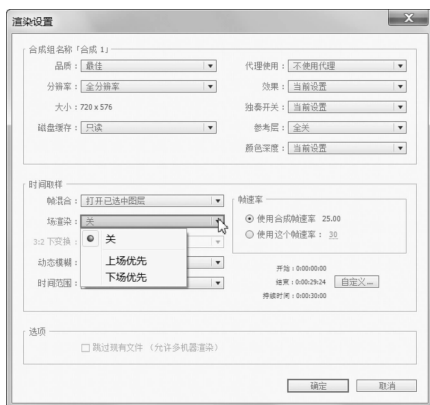 渲染设置
合成组名称「合成 1」
品质： 最佳
代理使用： 不使用代理
分辨率： 全分辨率
效果： 当前设置
大小：720 x 576
独奏开关： 当前设置
磁盘缓存： 只读
参考层： 全关
颜色深度： 当前设置
时间取样
帧混合： 打开已选中图层
帧速率
场渲染： 关
使用合成帧速率 25.00
关
使用这个帧速率： 30
3:2 下变换：
上场优先
动态模糊：
下场优先
时间范围：
开始：0:00:00:00
结束：0:00:29:24 自定义...
持续时间：0:00:30:00
选项
跳过现有文件 （允许多机器渲染）
确定 取消